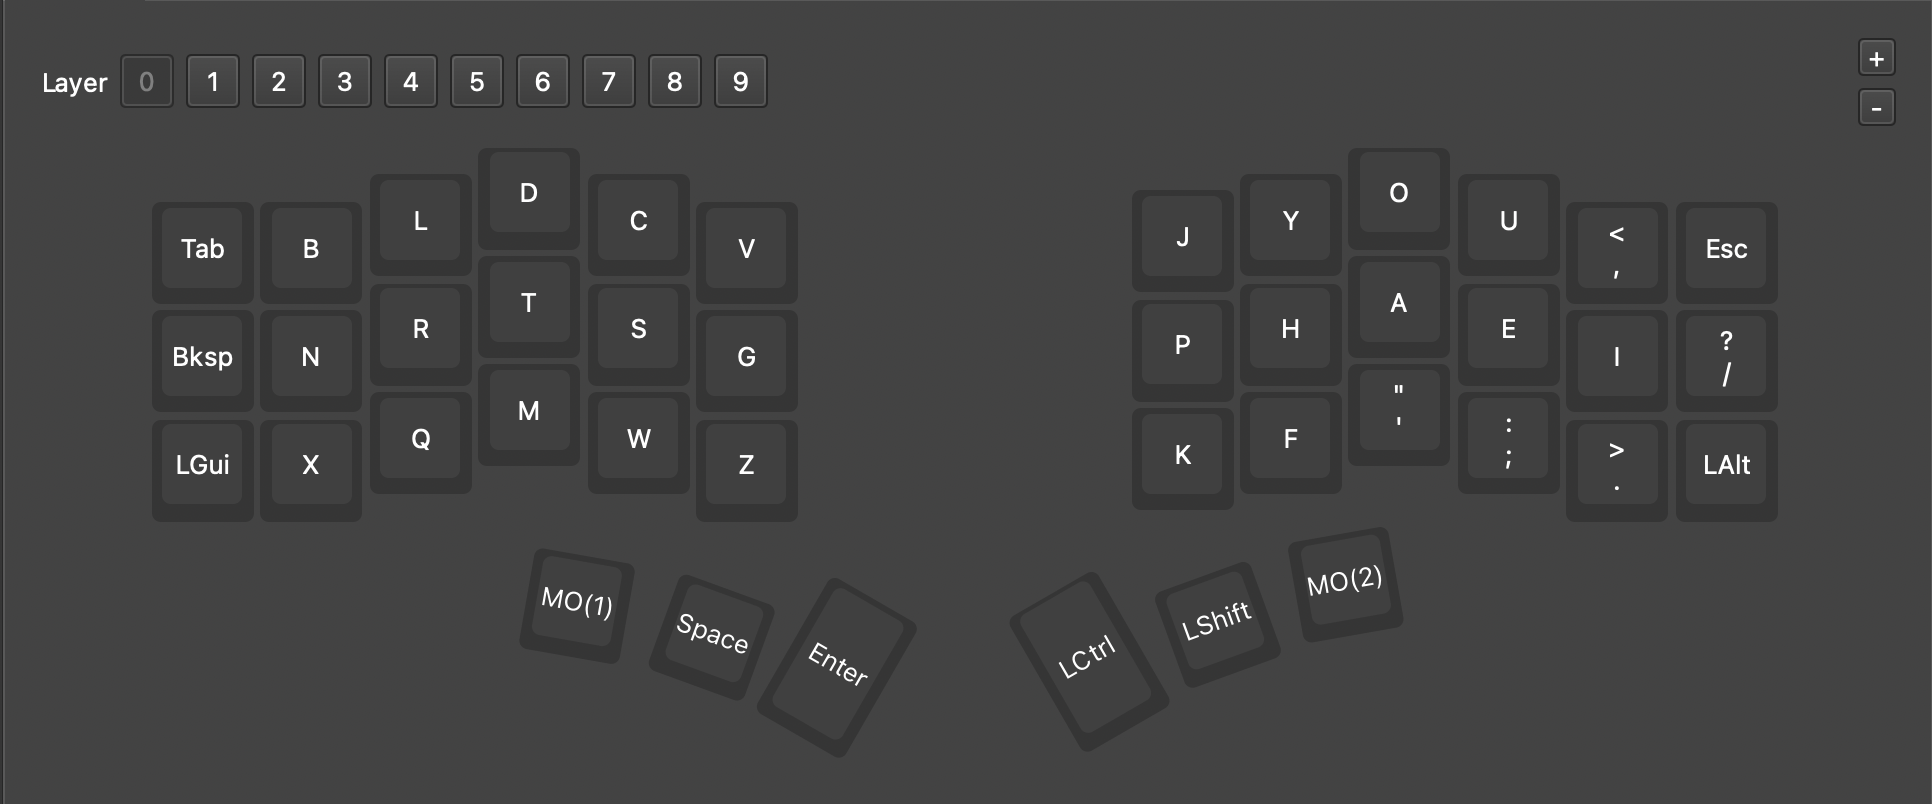 Layer 0 1 2 3 4 5 6 7 8 9
+
-
Tab B L D C V
Bksp N R T S G
LGui X Q M W Z
J Y O U < , Esc
P H A E I ? /
K F " ' : ; > . LAlt
MO(1) Space Enter
LCtrl LShift MO(2)